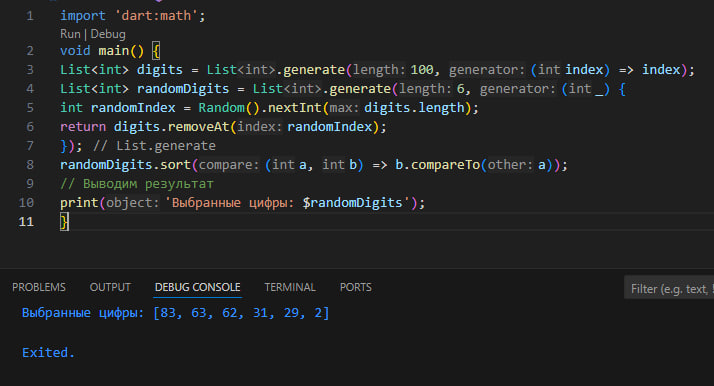 1 import 'dart:math';
Run | Debug
2 void main() {
3 List<int> digits = List<int>.generate(length: 100, generator: (int index) => index);
4 List<int> randomDigits = List<int>.generate(length: 6, generator: (int _) {
5 int randomIndex = Random().nextInt(max: digits.length);
6 return digits.removeAt(index: randomIndex);
7 }); // List.generate
8 randomDigits.sort(compare: (int a, int b) => b.compareTo(other: a));
9 // Выводим результат
10 print(object: 'Выбранные цифры: $randomDigits');
11 }
PROBLEMS OUTPUT DEBUG CONSOLE TERMINAL PORTS Filter (e.g. text,
Выбранные цифры: [83, 63, 62, 31, 29, 2]
Exited.